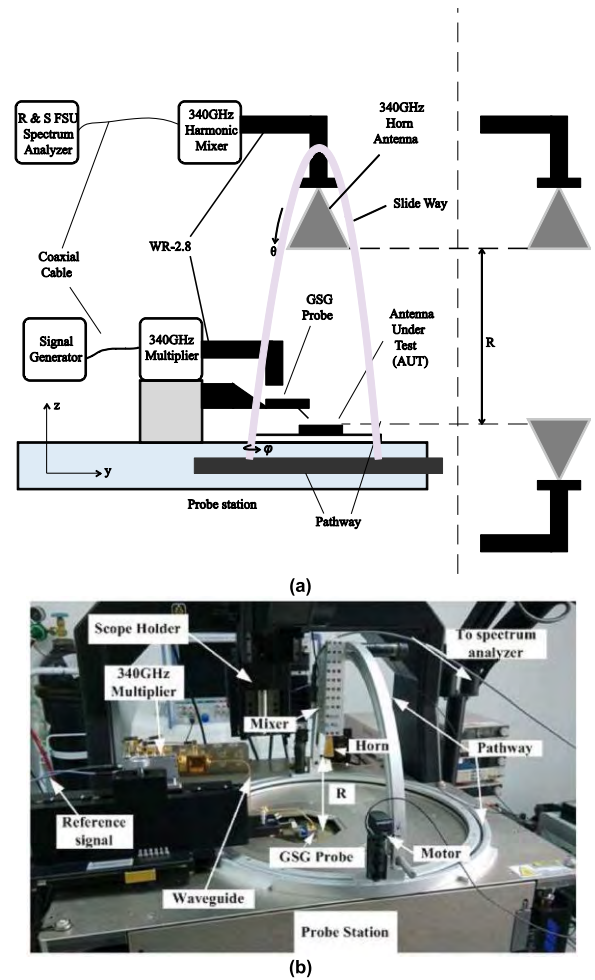 R & S FSU
Spectrum
Analyzer
340GHz
Harmonic
Mixer
340GHz
Horn
Antenna
Slide Way
θ
WR-2.8
Coaxial
Cable
GSG
Probe
Antenna
Under
Test
(AUT)
R
Signal
Generator
340GHz
Multiplier
z
y
φ
Probe station
Pathway
(a)
Scope Holder
To spectrum
analyzer
340GHz
Multiplier
Mixer
Horn
Pathway
R
Reference
signal
GSG Probe
Motor
Waveguide
Probe Station
(b)